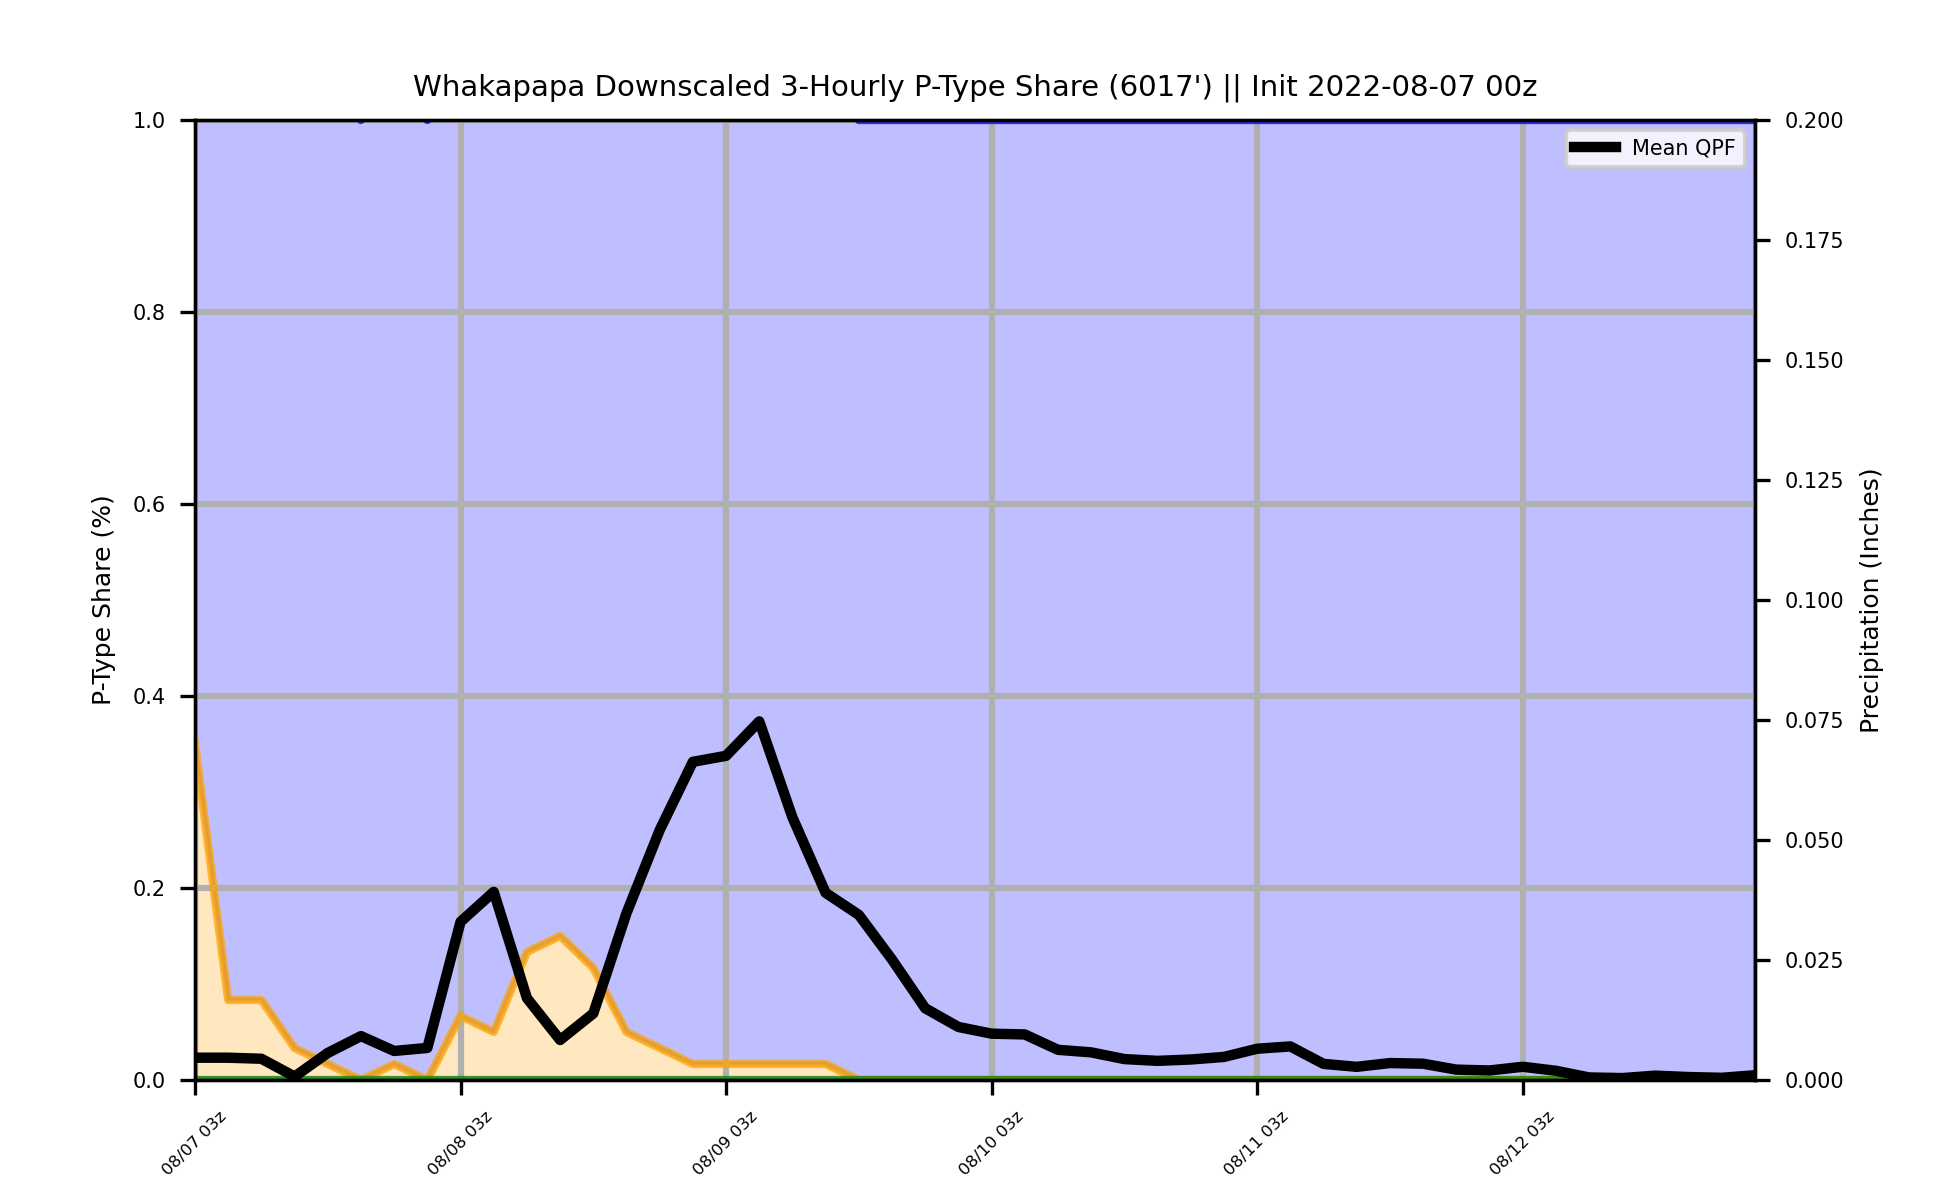 Whakapapa Downscaled 3-Hourly P-Type Share (6017') || Init 2022-08-07 00z
Mean QPF
P-Type Share (%)
1.0
0.8
0.6
0.4
0.2
0.0
0.200
0.175
0.150
0.125
0.100
0.075
0.050
0.025
0.000
Precipitation (Inches)
08/07 03z
08/08 03z
08/09 03z
08/10 03z
08/11 03z
08/12 03z